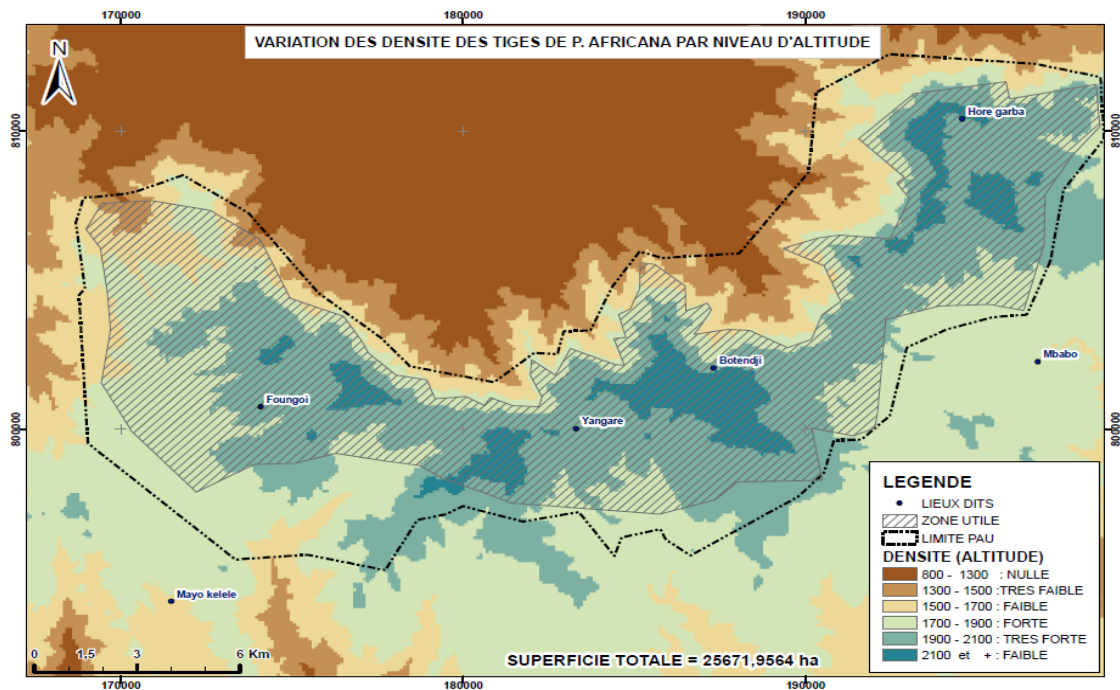 170000 180000 190000
VARIATION DES DENSITE DES TIGES DE P. AFRICANA PAR NIVEAU D'ALTITUDE
N
Hore garba
810000 810000
Botendji
Mbabo
Foungoi
Yangare
800000 800000
Mayo kelele
0 1,5 3 6 Km
SUPERFICIE TOTALE = 25671,9564 ha
LEGENDE
LIEUX DITS
ZONE UTILE
LIMITE PAU
DENSITE (ALTITUDE)
800 - 1300 : NULLE
1300 - 1500 :TRES FAIBLE
1500 - 1700 : FAIBLE
1700 - 1900 : FORTE
1900 - 2100 : TRES FORTE
2100 et + : FAIBLE
170000 180000 190000